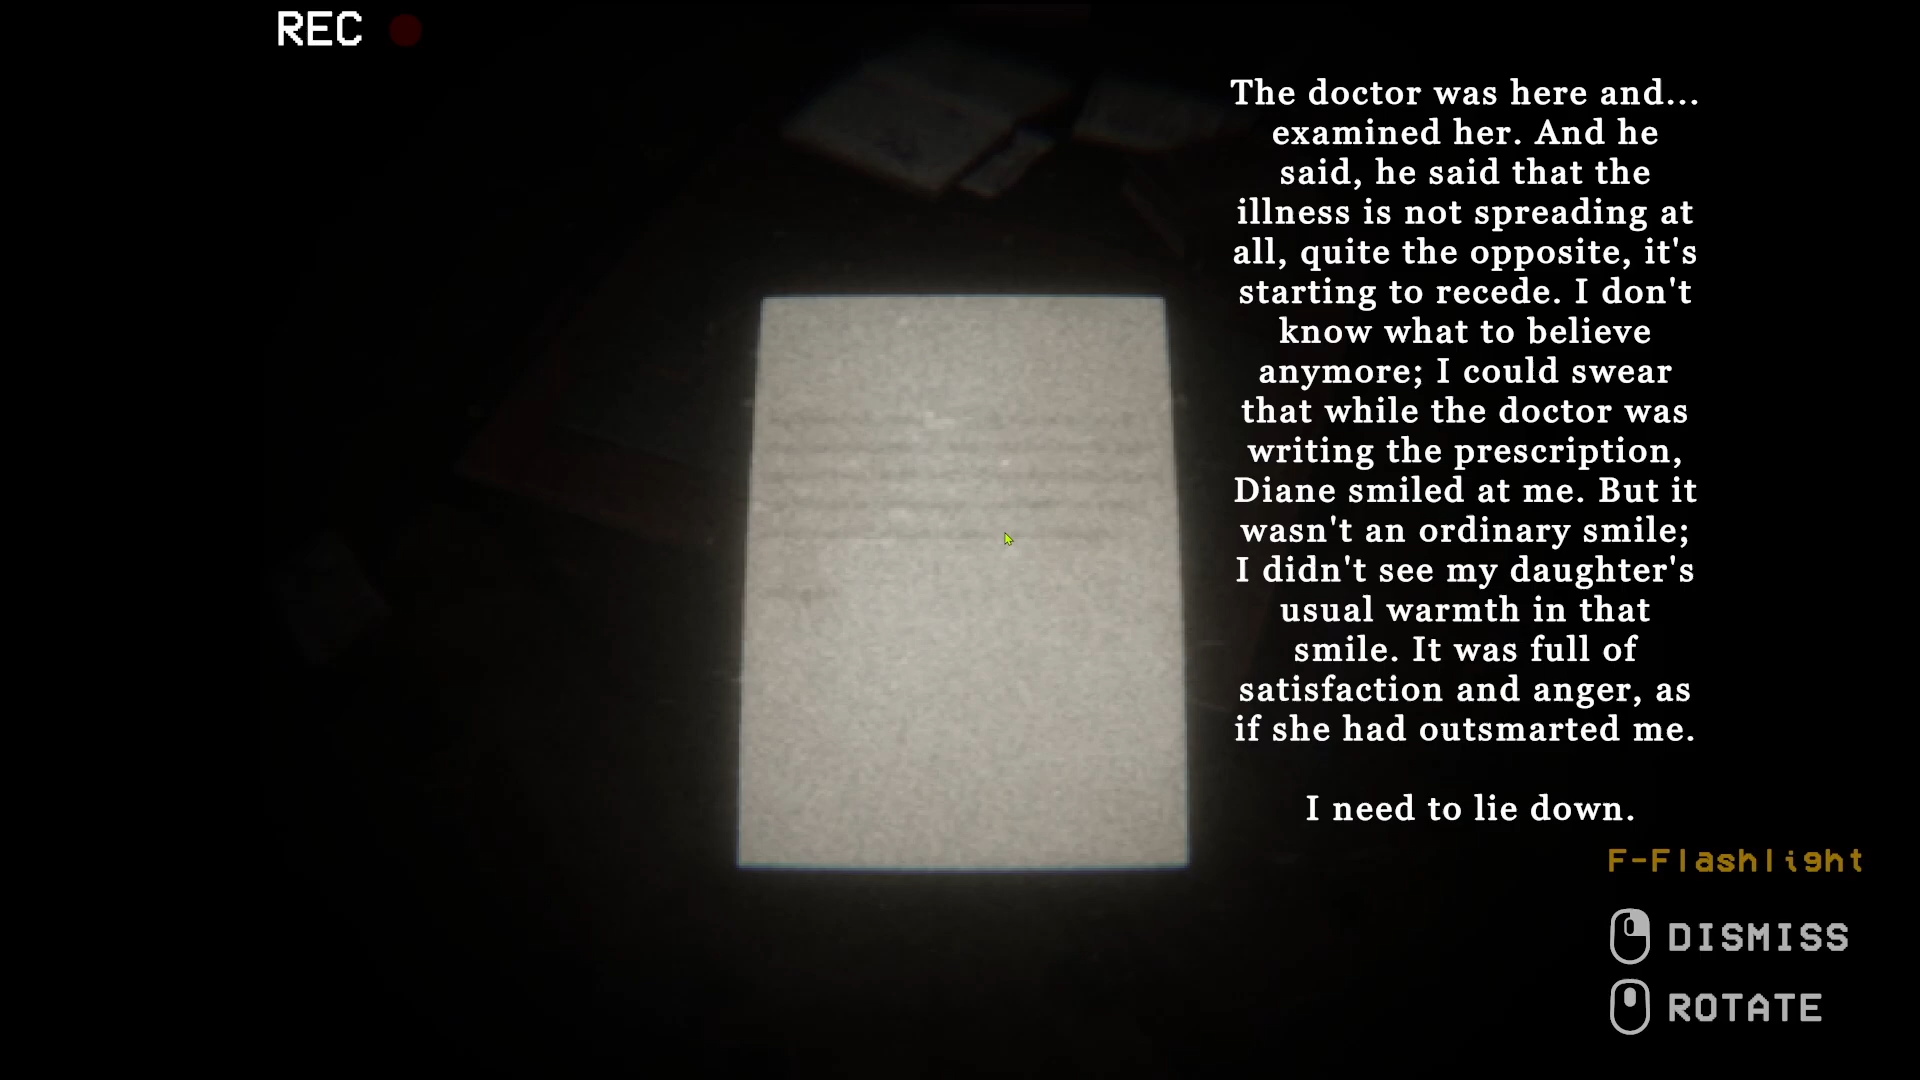 REC
The doctor was here and...
examined her. And he
said, he said that the
illness is not spreading at
all, quite the opposite, it's
starting to recede. I don't
know what to believe
anymore; I could swear
that while the doctor was
writing the prescription,
Diane smiled at me. But it
wasn't an ordinary smile;
I didn't see my daughter's
usual warmth in that
smile. It was full of
satisfaction and anger, as
if she had outsmarted me.
I need to lie down.
F-Flashlight
DISMISS
ROTATE